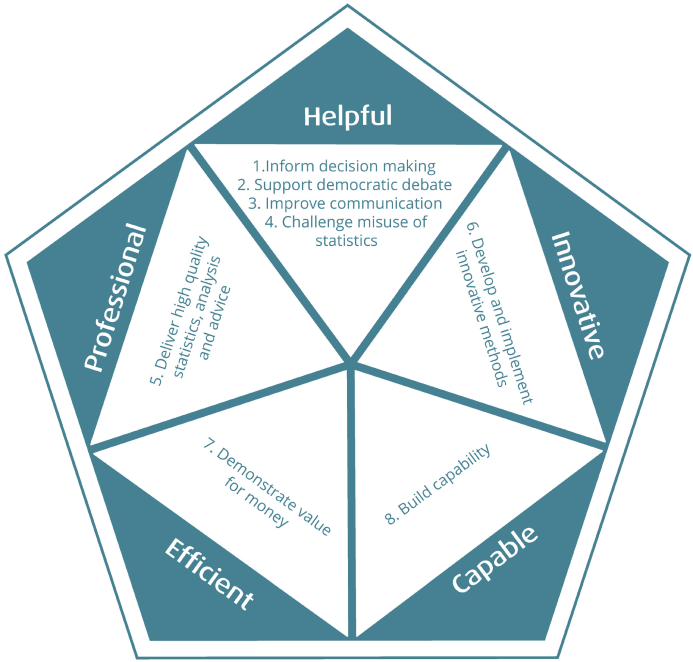 Helpful
1.Inform decision making
2. Support democratic debate
3. Improve communication
4. Challenge misuse of
statistics
Professional
5. Deliver high quality
statistics, analysis
and advice
Innovative
6. Develop and implement
innovative methods
Efficient
7. Demonstrate value
for money
Capable
8. Build capability